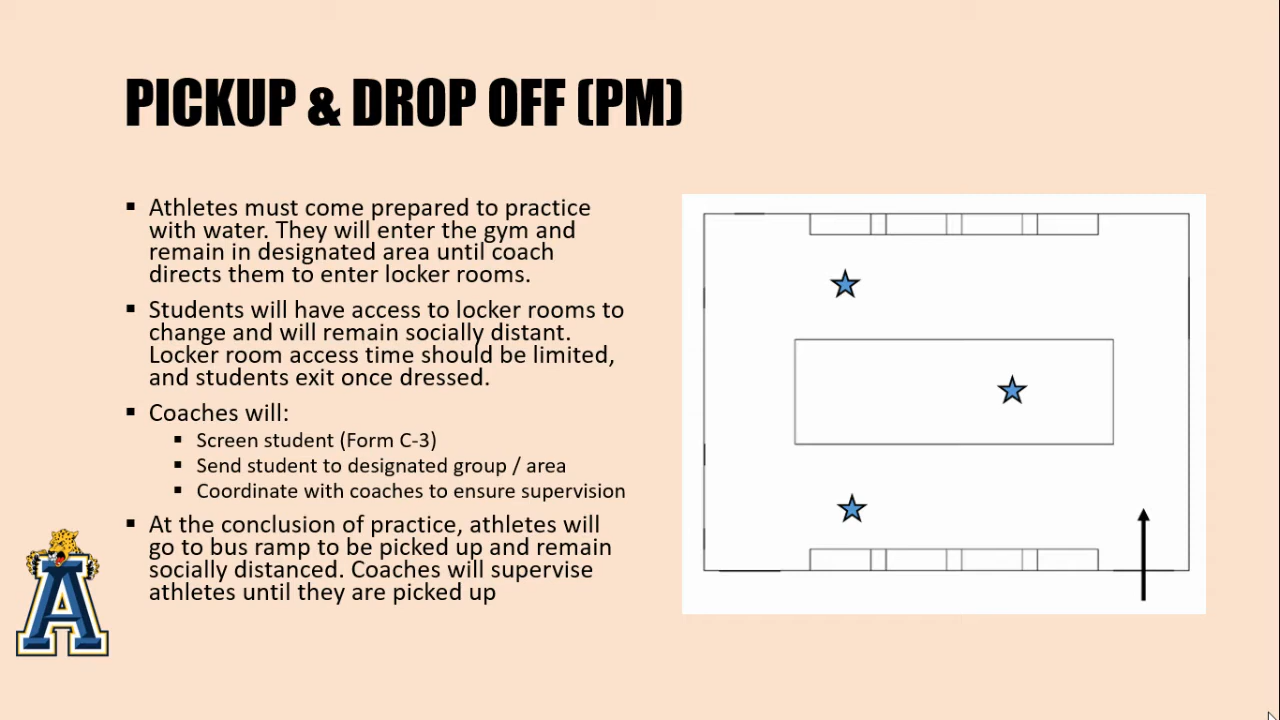 PICKUP & DROP OFF (PM)
▪ Athletes must come prepared to practice
with water. They will enter the gym and
remain in designated area until coach
directs them to enter locker rooms.
▪ Students will have access to locker rooms to
change and will remain socially distant.
Locker room access time should be limited,
and students exit once dressed.
▪ Coaches will:
▪ Screen student (Form C-3)
▪ Send student to designated group / area
▪ Coordinate with coaches to ensure supervision
▪ At the conclusion of practice, athletes will
go to bus ramp to be picked up and remain
socially distanced. Coaches will supervise
athletes until they are picked up
A